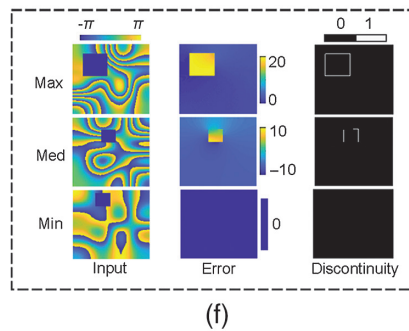 -π π 0 1
Max 20 0
Med 10 −10
Min 0
Input Error Discontinuity
(f)